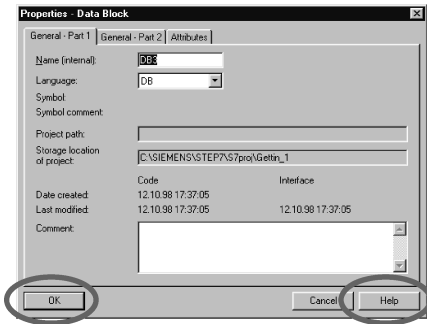 Properties - Data Block
General - Part 1 General - Part 2 Attributes
Name (internal): DB3
Language: DB
Symbol:
Symbol comment:
Project path:
Storage location
of project: C:\SIEMENS\STEP7\S7proj\Gettin_1
Code Interface
Date created: 12.10.98 17:37:05
Last modified: 12.10.98 17:37:05 12.10.98 17:37:05
Comment:
OK Cancel Help